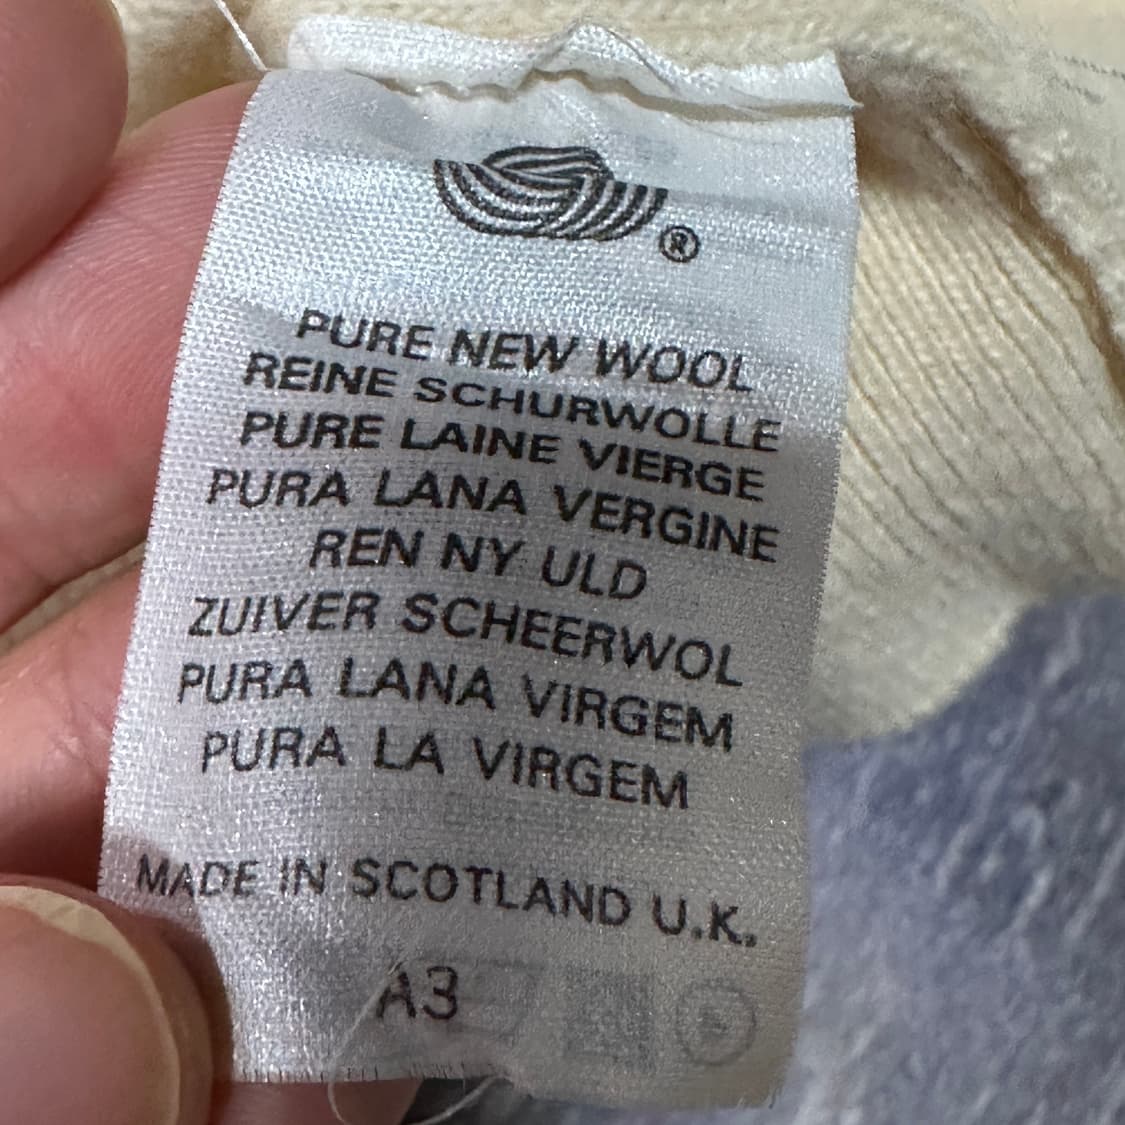 ®
PURE NEW WOOL
REINE SCHURWOLLE
PURE LAINE VIERGE
PURA LANA VERGINE
REN NY ULD
ZUIVER SCHEERWOL
PURA LANA VIRGEM
PURA LA VIRGEM
MADE IN SCOTLAND U.K.
A3